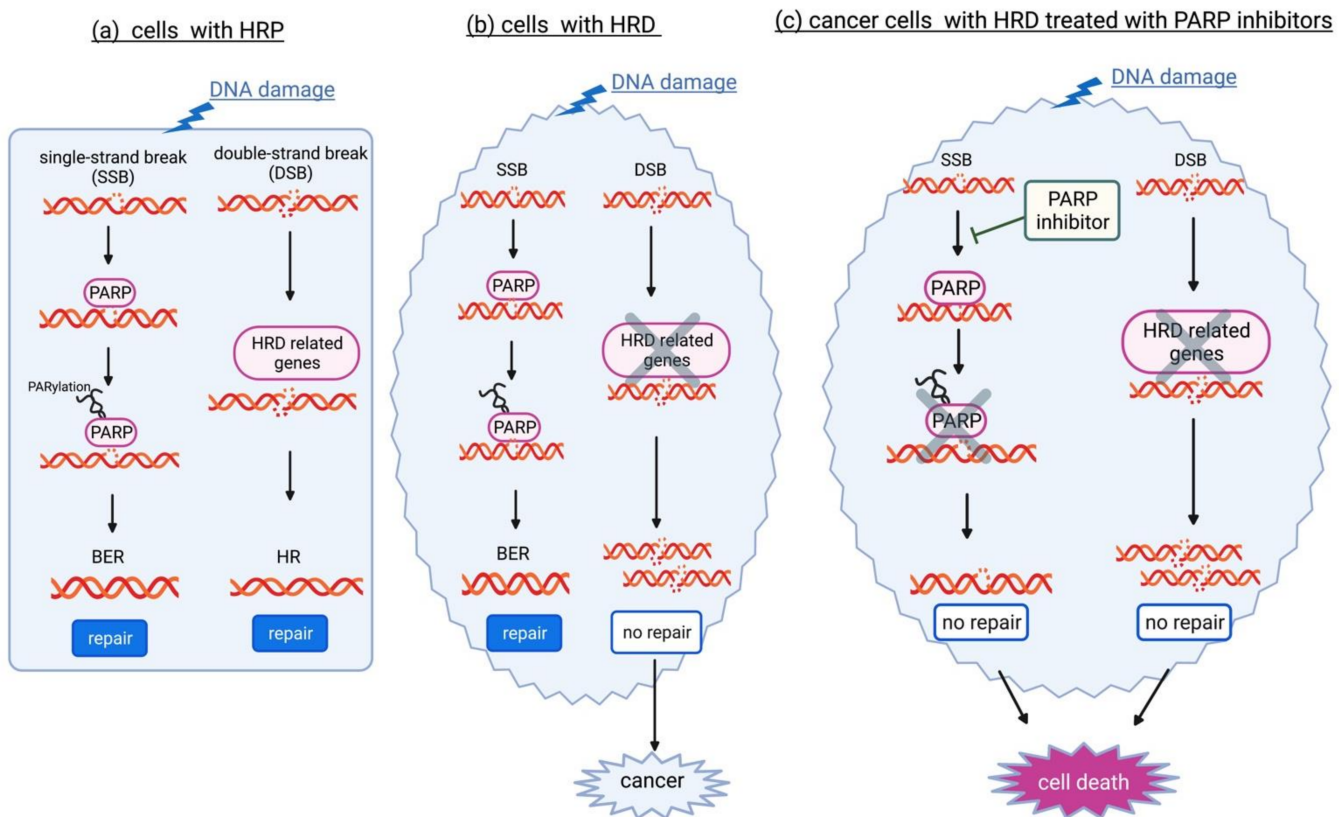 (a) cells with HRP
DNA damage
single-strand break
(SSB)
double-strand break
(DSB)
PARP
HRD related
genes
PARylation
PARP
BER
HR
repair
repair
(b) cells with HRD
DNA damage
SSB
DSB
PARP
HRD related
genes
PARP
BER
repair
no repair
cancer
(c) cancer cells with HRD treated with PARP inhibitors
DNA damage
SSB
DSB
PARP
inhibitor
PARP
HRD related
genes
PARP
no repair
no repair
cell death